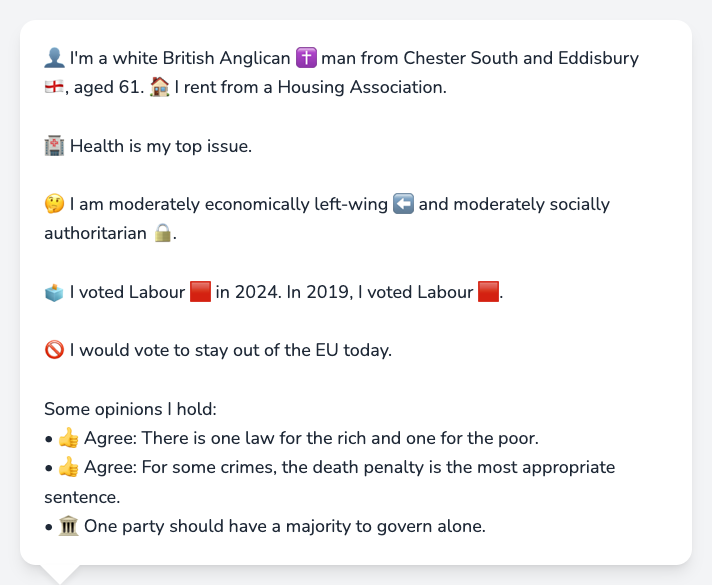 👤 I'm a white British Anglican ✝️ man from Chester South and Eddisbury
🏴󠁧󠁢󠁥󠁮󠁧󠁿, aged 61. 🏠 I rent from a Housing Association.
🏥 Health is my top issue.
🤔 I am moderately economically left-wing ⬅️ and moderately socially
authoritarian 🔒.
🗳️ I voted Labour 🟥 in 2024. In 2019, I voted Labour 🟥.
🚫 I would vote to stay out of the EU today.
Some opinions I hold:
• 👍 Agree: There is one law for the rich and one for the poor.
• 👍 Agree: For some crimes, the death penalty is the most appropriate
sentence.
• 🏛️ One party should have a majority to govern alone.